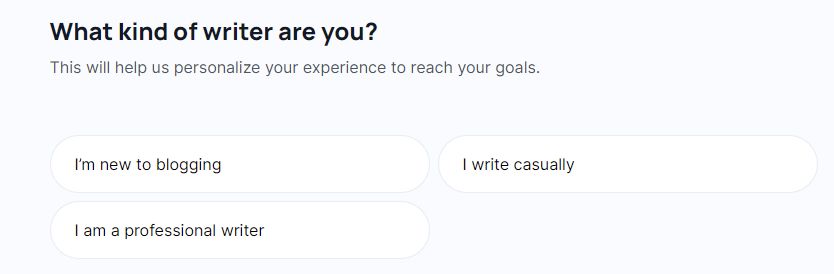 What kind of writer are you?
This will help us personalize your experience to reach your goals.
I'm new to blogging
I write casually
I am a professional writer